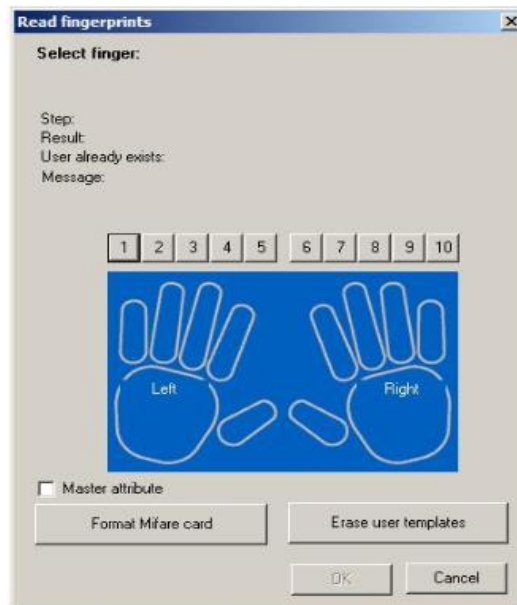 Read fingerprints
Select finger:
Step:
Result:
User already exists:
Message:
1 2 3 4 5 6 7 8 9 10
Left Right
Master attribute
Format Mifare card Erase user templates
OK Cancel